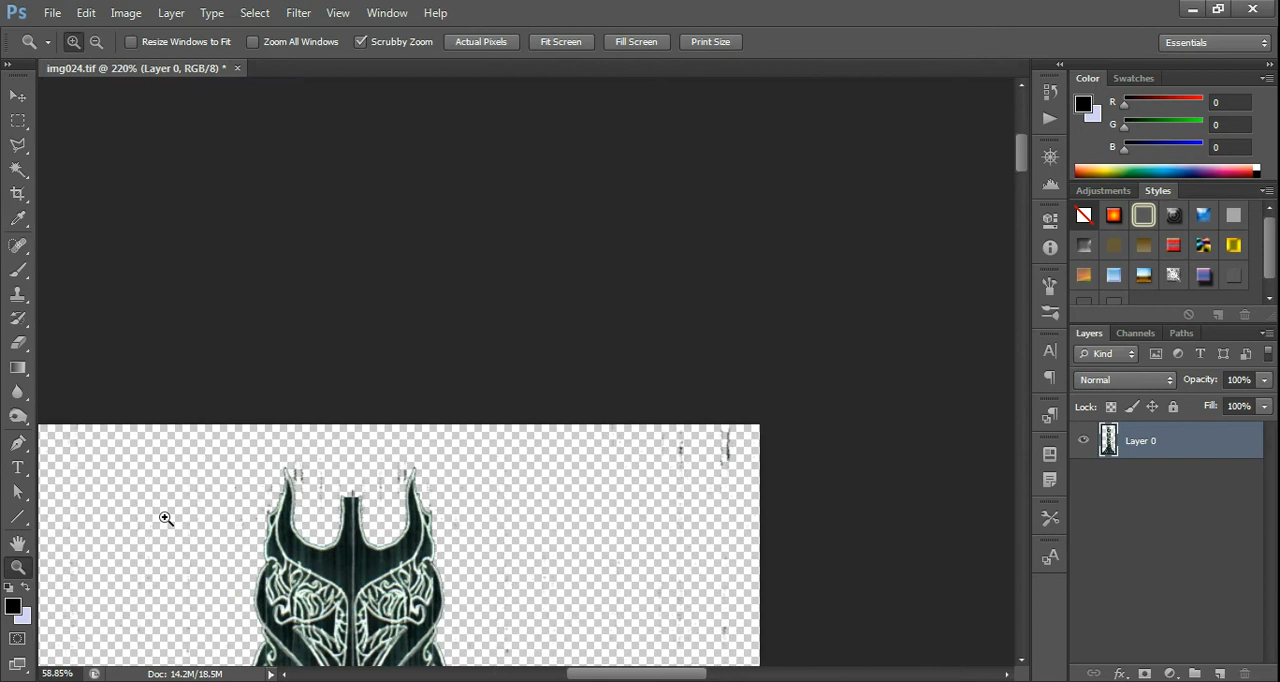 Ps File Edit Image Layer Type Select Filter View Window Help
Resize Windows to Fit Zoom All Windows Scrubby Zoom Actual Pixels Fit Screen Fill Screen Print Size Essentials
img024.tif @ 220% (Layer 0, RGB/8) * ×
Color Swatches
R 0
G 0
B 0
Adjustments Styles
Layers Channels Paths
Kind
Normal Opacity: 100%
Lock: Fill: 100%
Layer 0
58.85% Doc: 14.2M/18.5M